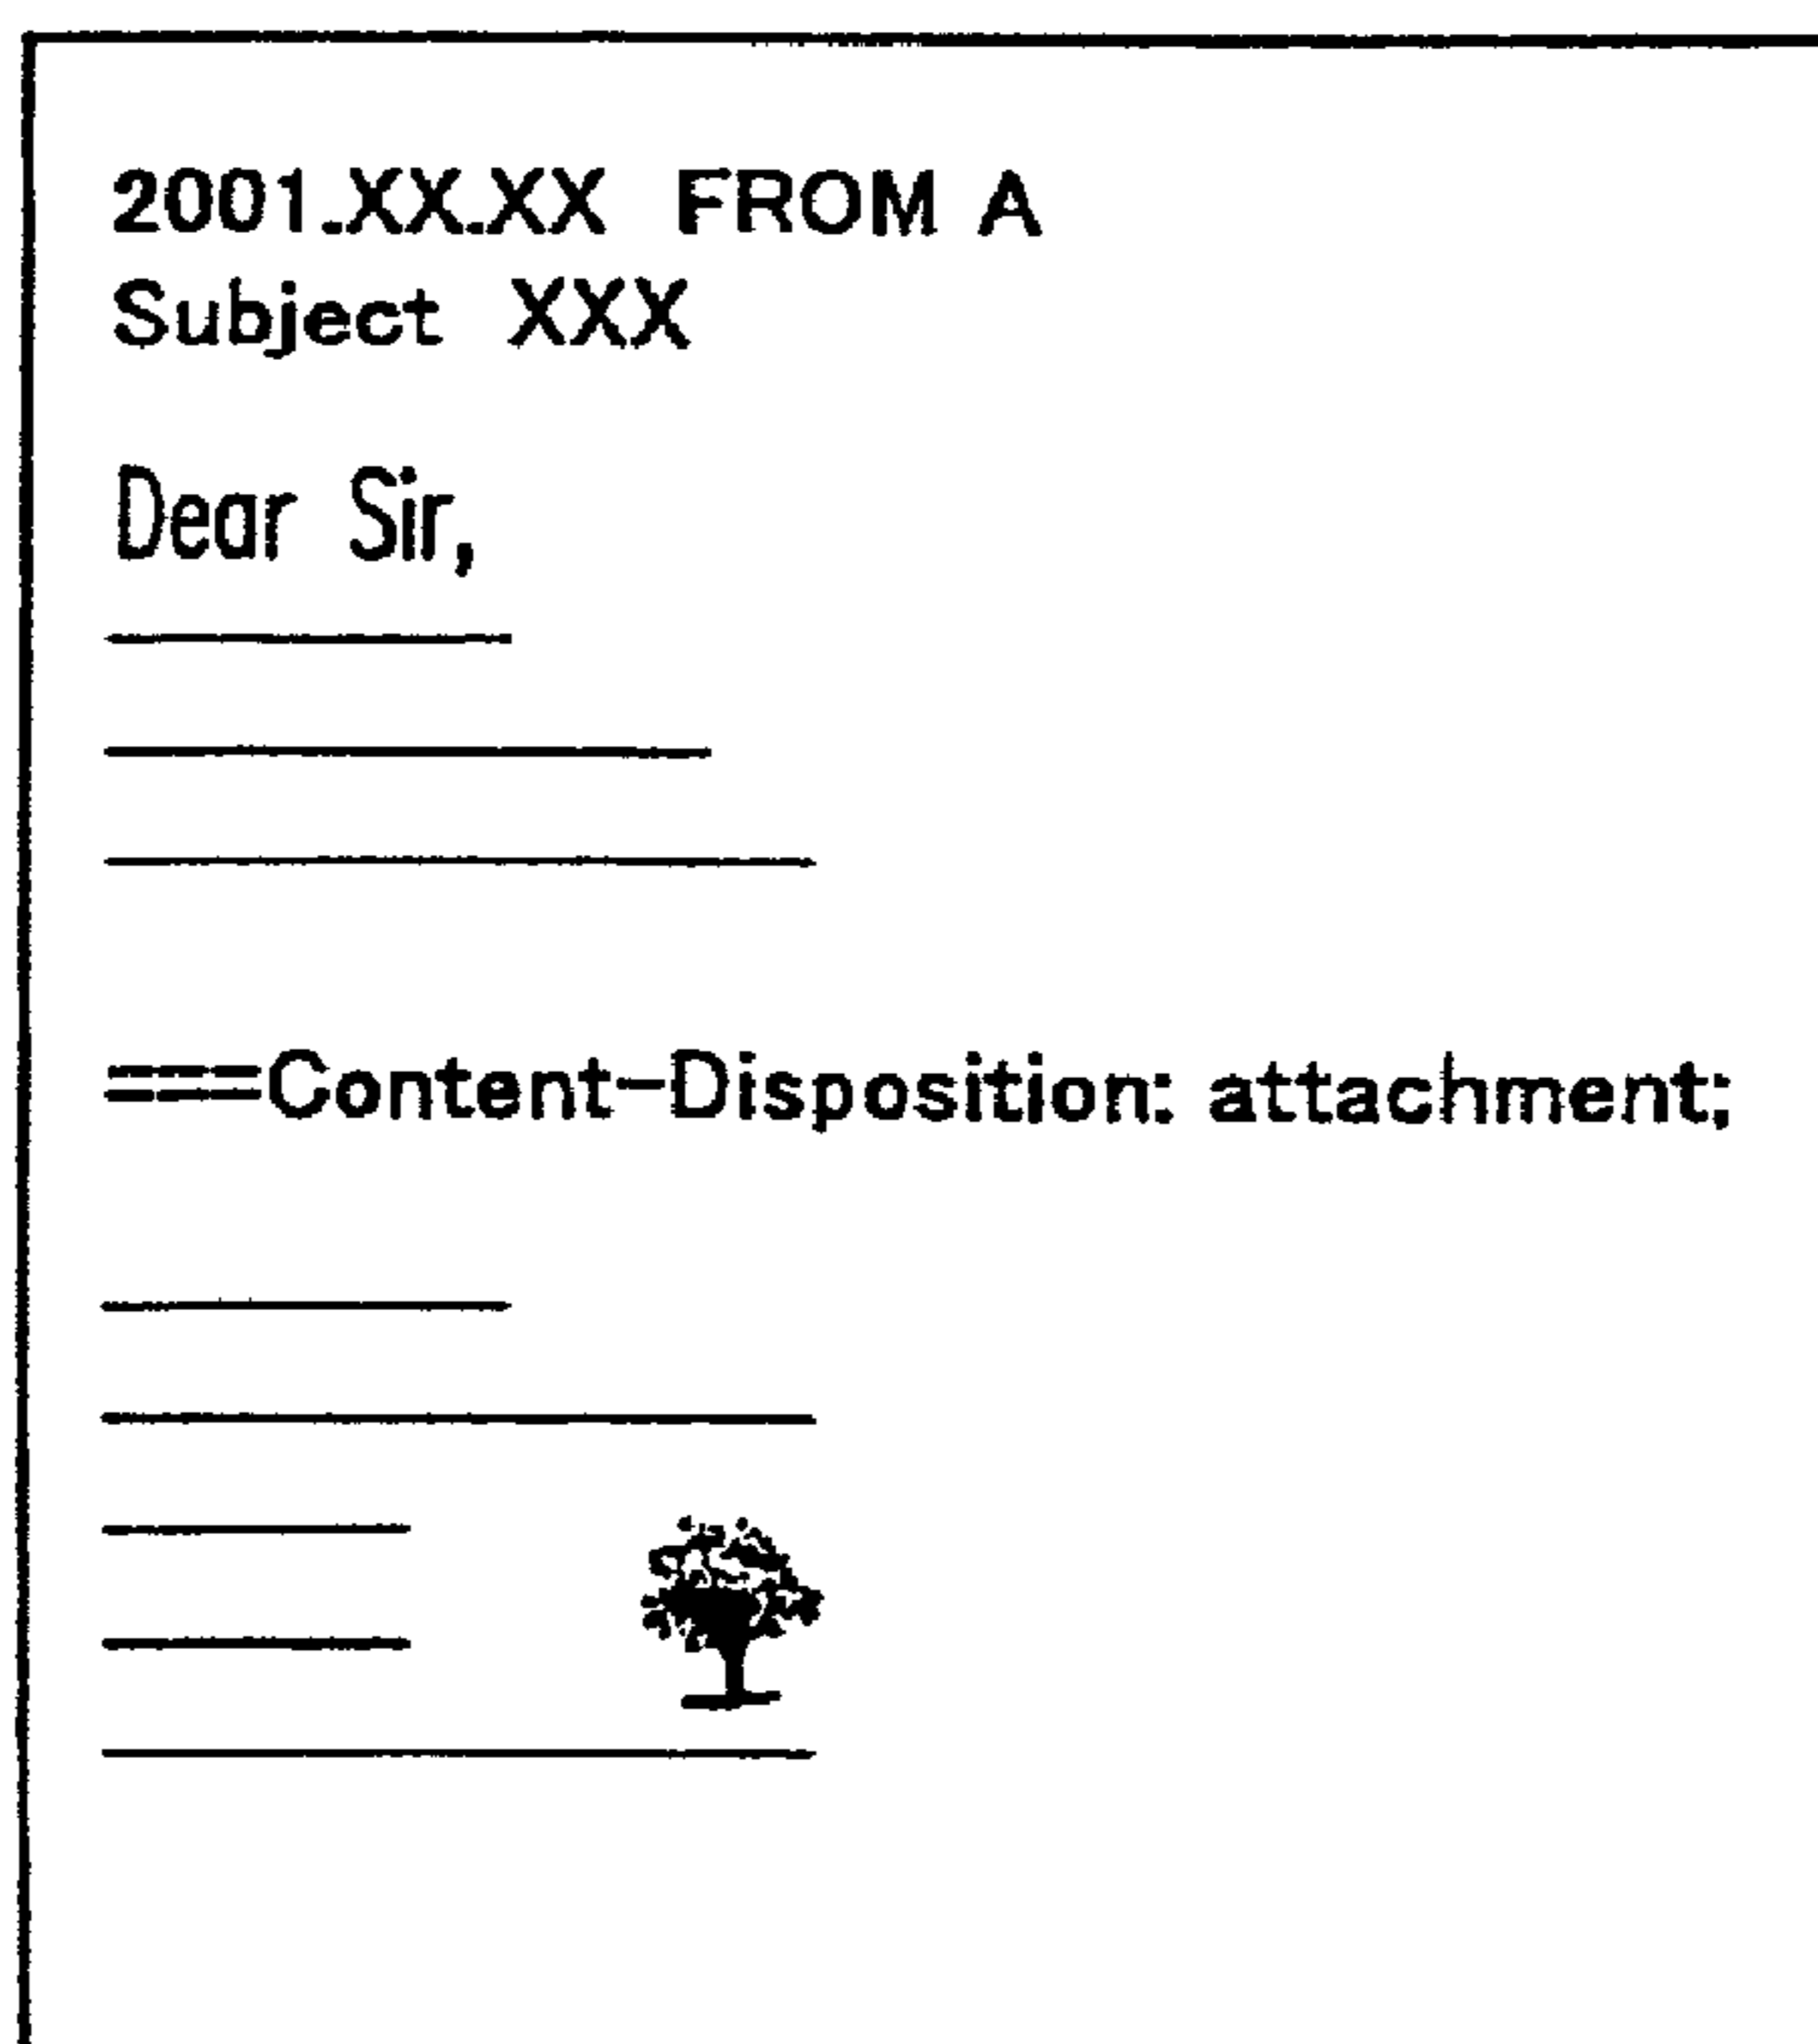 2001.XX.XX FROM A
Subject XXX
Dear Sir,
===Content-Disposition: attachment;